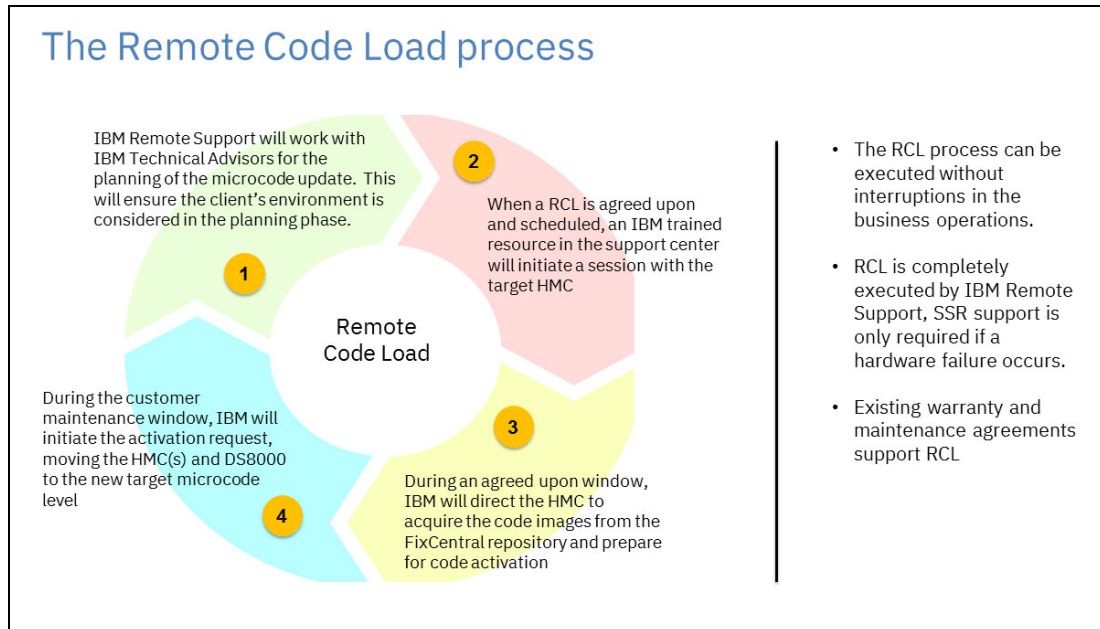 The Remote Code Load process
IBM Remote Support will work with
IBM Technical Advisors for the
planning of the microcode update. This
will ensure the client's environment is
considered in the planning phase.
1
2
When a RCL is agreed upon
and scheduled, an IBM trained
resource in the support center
will initiate a session with the
target HMC
Remote
Code Load
3
During an agreed upon window,
IBM will direct the HMC to
acquire the code images from the
FixCentral repository and prepare
for code activation
During the customer
maintenance window, IBM will
initiate the activation request,
moving the HMC(s) and DS8000
to the new target microcode
level
4
• The RCL process can be
executed without
interruptions in the
business operations.
• RCL is completely
executed by IBM Remote
Support, SSR support is
only required if a
hardware failure occurs.
• Existing warranty and
maintenance agreements
support RCL